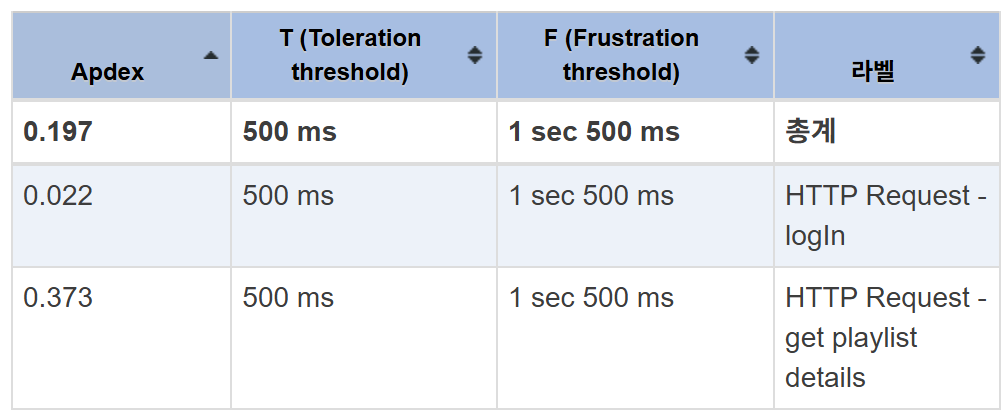 Apdex
T (Toleration
threshold)
F (Frustration
threshold)
라벨
0.197
500 ms
1 sec 500 ms
총계
0.022
500 ms
1 sec 500 ms
HTTP Request -
logIn
0.373
500 ms
1 sec 500 ms
HTTP Request -
get playlist
details